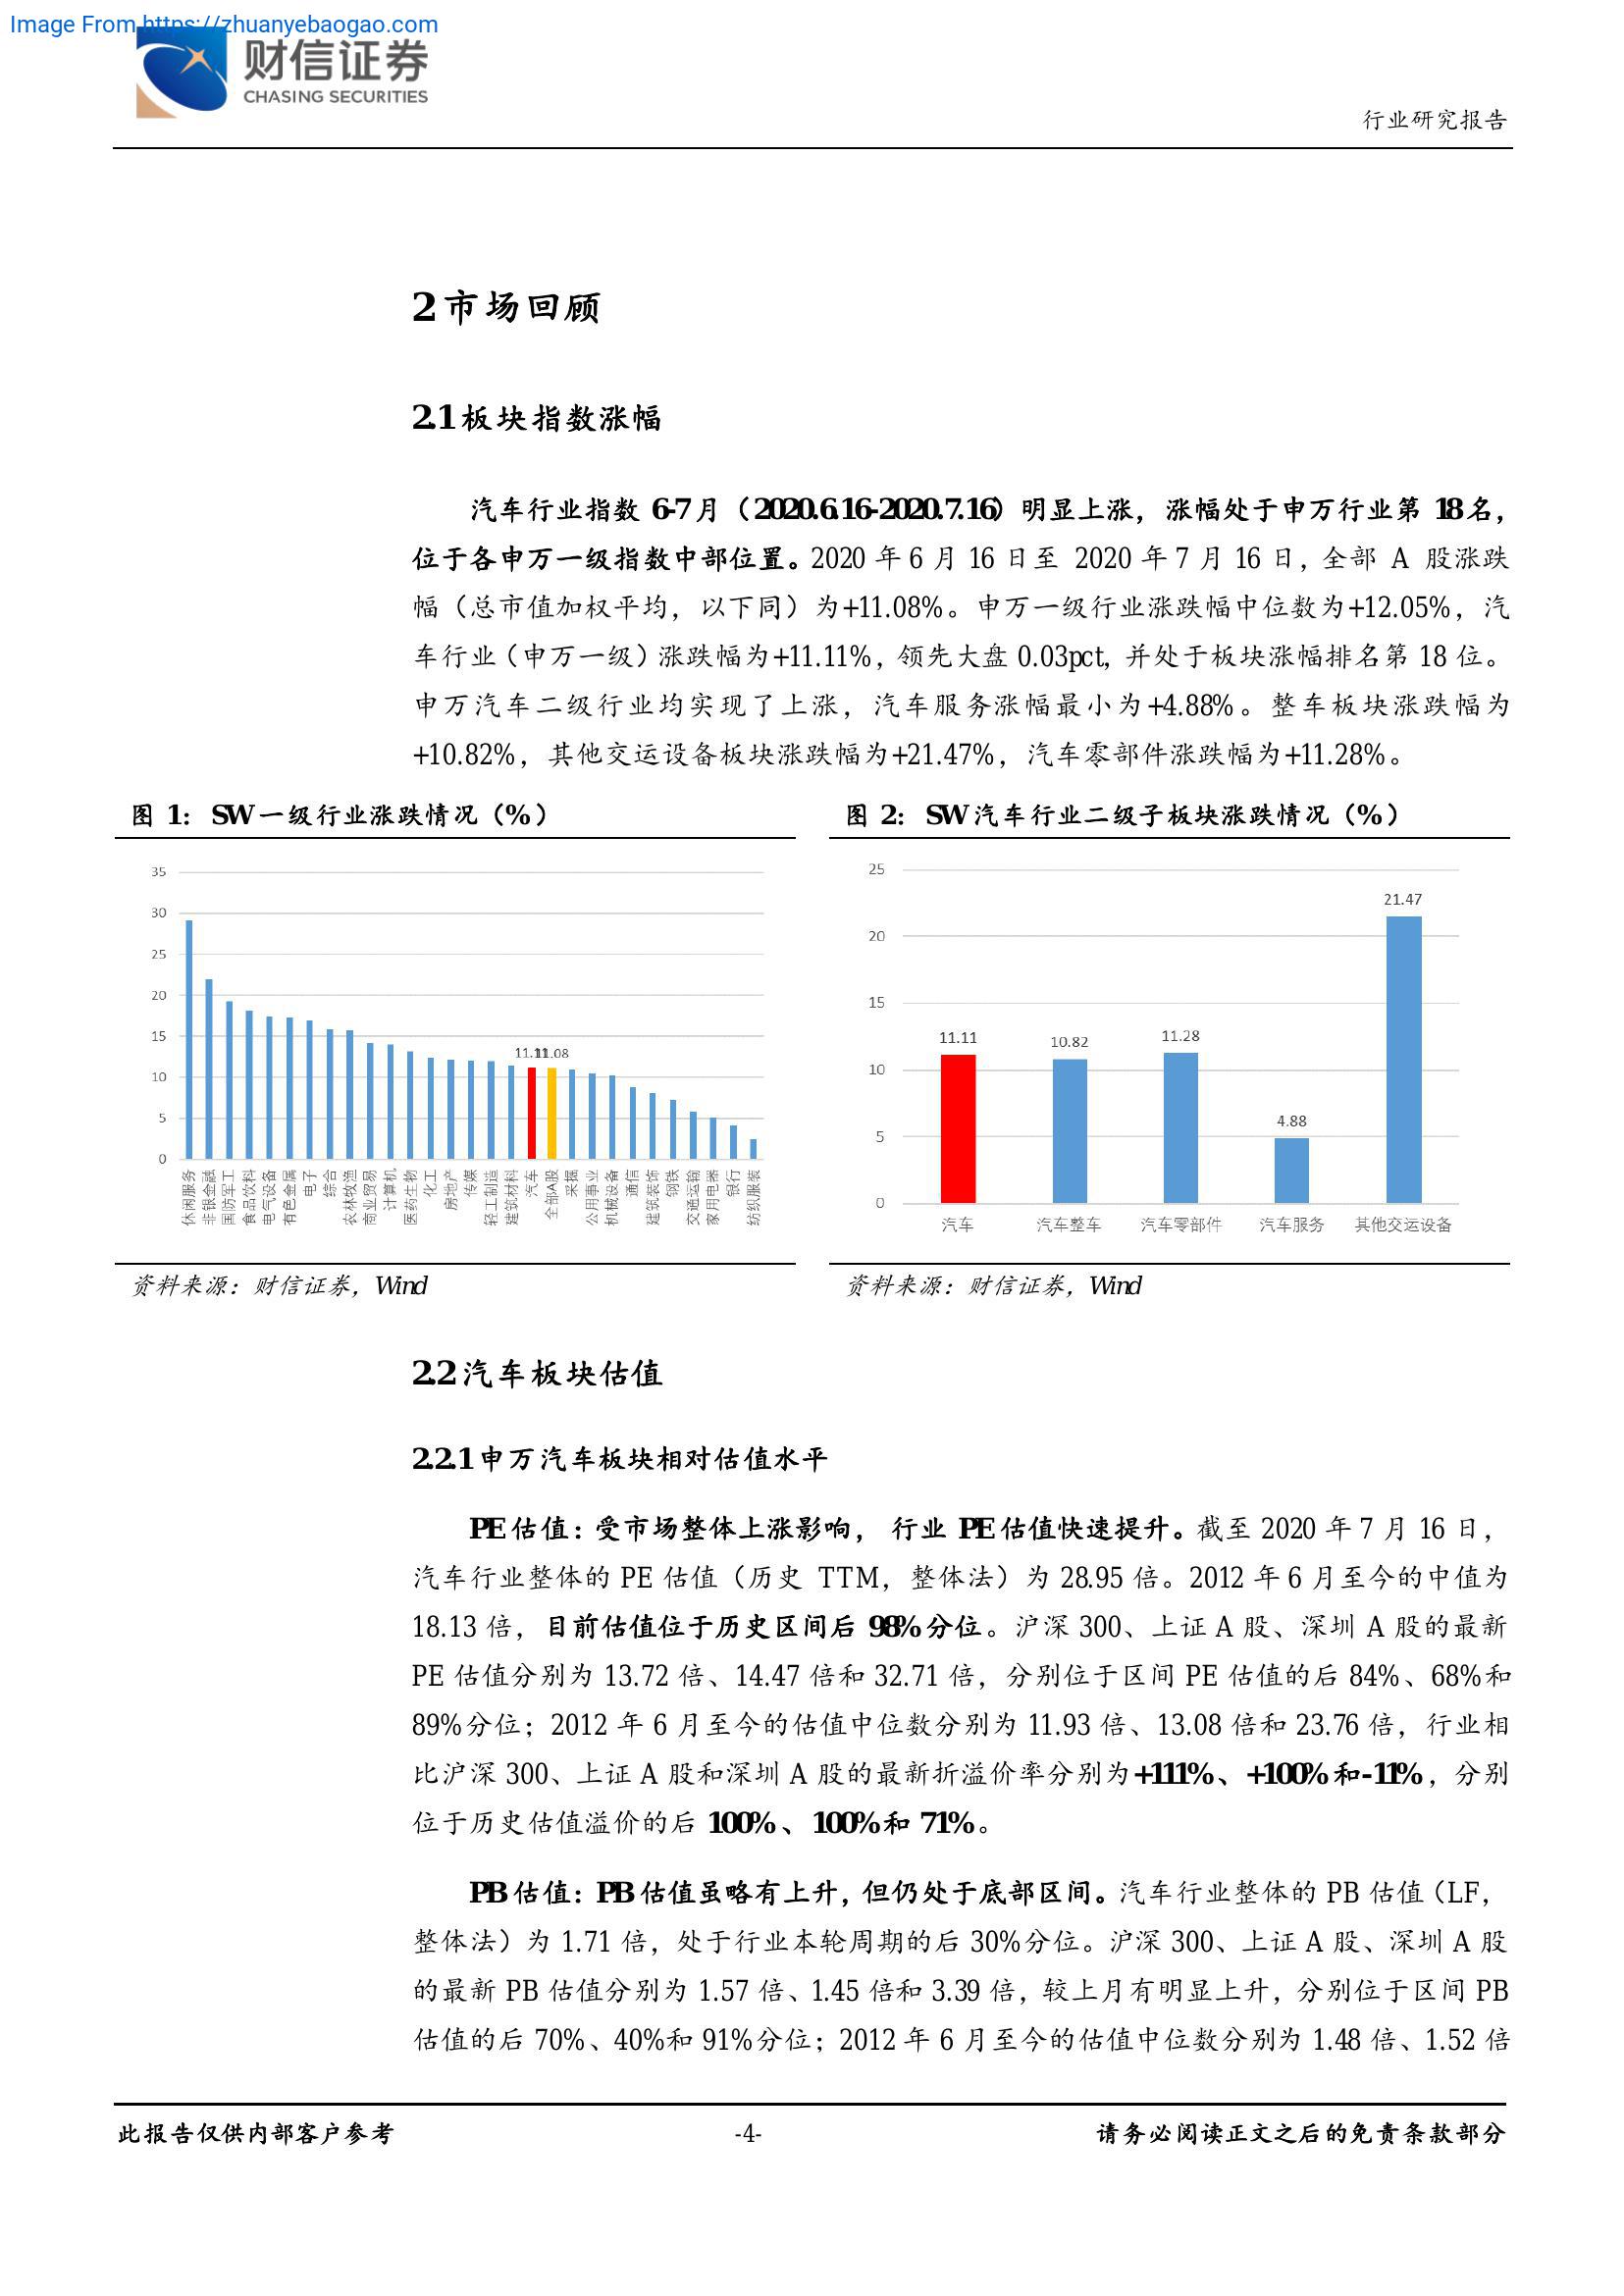 Image From https://zhuanyebaogao.com
财信证券
CHASING SECURITIES
行业研究报告
2 市场回顾
2.1 板块指数涨幅
汽车行业指数 6-7 月（2020.6.16-2020.7.16）明显上涨，涨幅处于申万行业第 18 名，
位于各申万一级指数中部位置。2020 年 6 月 16 日至 2020 年 7 月 16 日，全部 A 股涨跌
幅（总市值加权平均，以下同）为+11.08%。申万一级行业涨跌幅中位数为+12.05%，汽
车行业（申万一级）涨跌幅为+11.11%，领先大盘 0.03pct，并处于板块涨幅排名第 18 位。
申万汽车二级行业均实现了上涨，汽车服务涨幅最小为+4.88%。整车板块涨跌幅为
+10.82%，其他交运设备板块涨跌幅为+21.47%，汽车零部件涨跌幅为+11.28%。
图 1：SW 一级行业涨跌情况（%）
35
30
25
20
15
10
5
0
11.11
11.08
休闲服务
非银金融
国防军工
食品饮料
电气设备
有色金属
电子
综合
农林牧渔
商业贸易
计算机
医药生物
化工
房地产
传媒
轻工制造
建筑材料
汽车
全部A股
采掘
公用事业
机械设备
通信
建筑装饰
钢铁
交通运输
家用电器
银行
纺织服装
资料来源：财信证券，Wind
图 2：SW 汽车行业二级子板块涨跌情况（%）
25
20
15
10
5
0
11.11
10.82
11.28
4.88
21.47
汽车
汽车整车
汽车零部件
汽车服务
其他交运设备
资料来源：财信证券，Wind
2.2 汽车板块估值
2.2.1 申万汽车板块相对估值水平
PE 估值：受市场整体上涨影响， 行业 PE 估值快速提升。截至 2020 年 7 月 16 日，
汽车行业整体的 PE 估值（历史 TTM，整体法）为 28.95 倍。2012 年 6 月至今的中值为
18.13 倍，目前估值位于历史区间后 98%分位。沪深 300、上证 A 股、深圳 A 股的最新
PE 估值分别为 13.72 倍、14.47 倍和 32.71 倍，分别位于区间 PE 估值的后 84%、68%和
89%分位；2012 年 6 月至今的估值中位数分别为 11.93 倍、13.08 倍和 23.76 倍，行业相
比沪深 300、上证 A 股和深圳 A 股的最新折溢价率分别为+111%、+100%和-11%，分别
位于历史估值溢价的后 100%、100%和 71%。
PB 估值：PB 估值虽略有上升，但仍处于底部区间。汽车行业整体的 PB 估值（LF，
整体法）为 1.71 倍，处于行业本轮周期的后 30%分位。沪深 300、上证 A 股、深圳 A 股
的最新 PB 估值分别为 1.57 倍、1.45 倍和 3.39 倍，较上月有明显上升，分别位于区间 PB
估值的后 70%、40%和 91%分位；2012 年 6 月至今的估值中位数分别为 1.48 倍、1.52 倍
此报告仅供内部客户参考
-4-
请务必阅读正文之后的免责条款部分